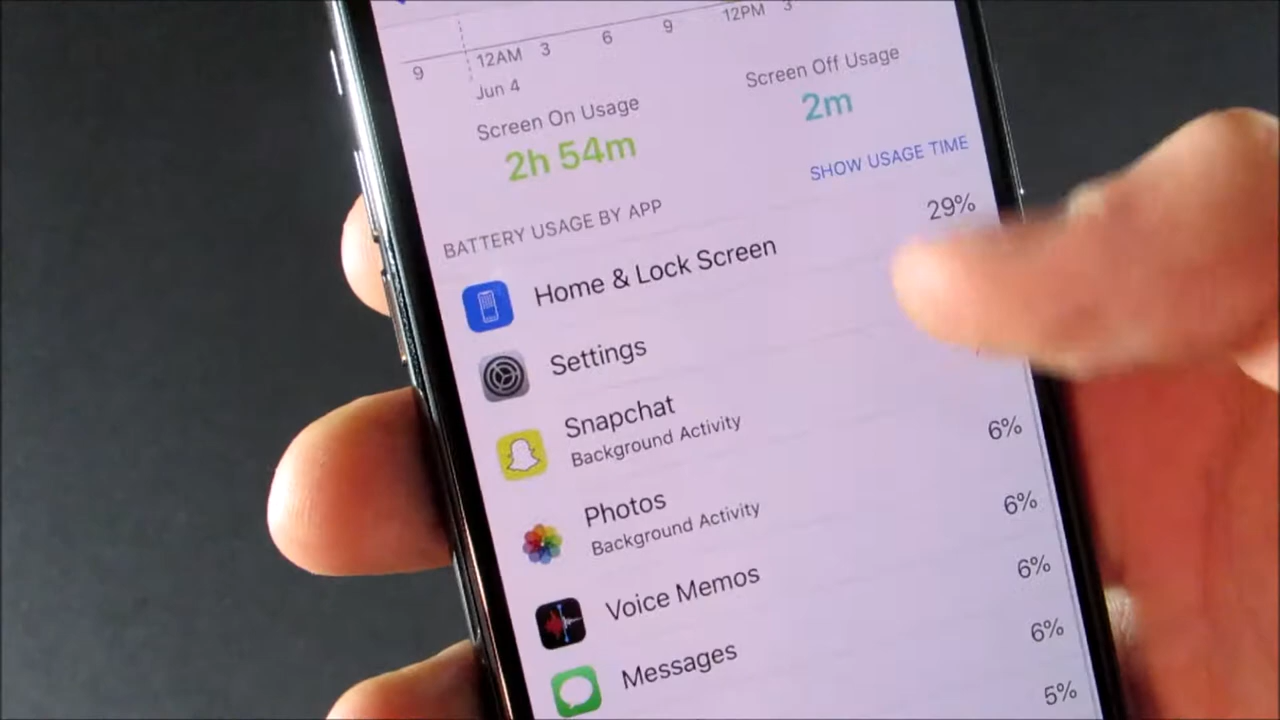 9 12AM 3 6 9 12PM 3
Jun 4
Screen On Usage Screen Off Usage
2h 54m 2m
SHOW USAGE TIME
BATTERY USAGE BY APP
Home & Lock Screen 29%
Settings
Snapchat
Background Activity
6%
Photos
Background Activity
6%
Voice Memos 6%
Messages 6%
5%